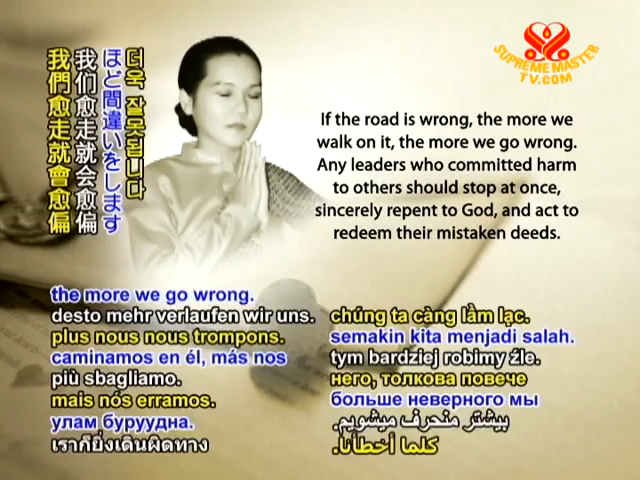 SUPREME MASTER
TV.COM
我們愈走就會愈偏
我们愈走就会愈偏
ほど間違いをします
더욱 잘못됩니다
If the road is wrong, the more we
walk on it, the more we go wrong.
Any leaders who committed harm
to others should stop at once,
sincerely repent to God, and act to
redeem their mistaken deeds.
the more we go wrong.
desto mehr verlaufen wir uns.
plus nous nous trompons.
caminamos en él, más nos
più sbagliamo.
mais nós erramos.
улам буруудна.
เราก็ยิ่งเดินผิดทาง
chúng ta càng lầm lạc.
semakin kita menjadi salah.
tym bardziej robimy źle.
него, толкова повече
больше неверного мы
بیشتر منحرف میشویم.
كلما أخطأنا.